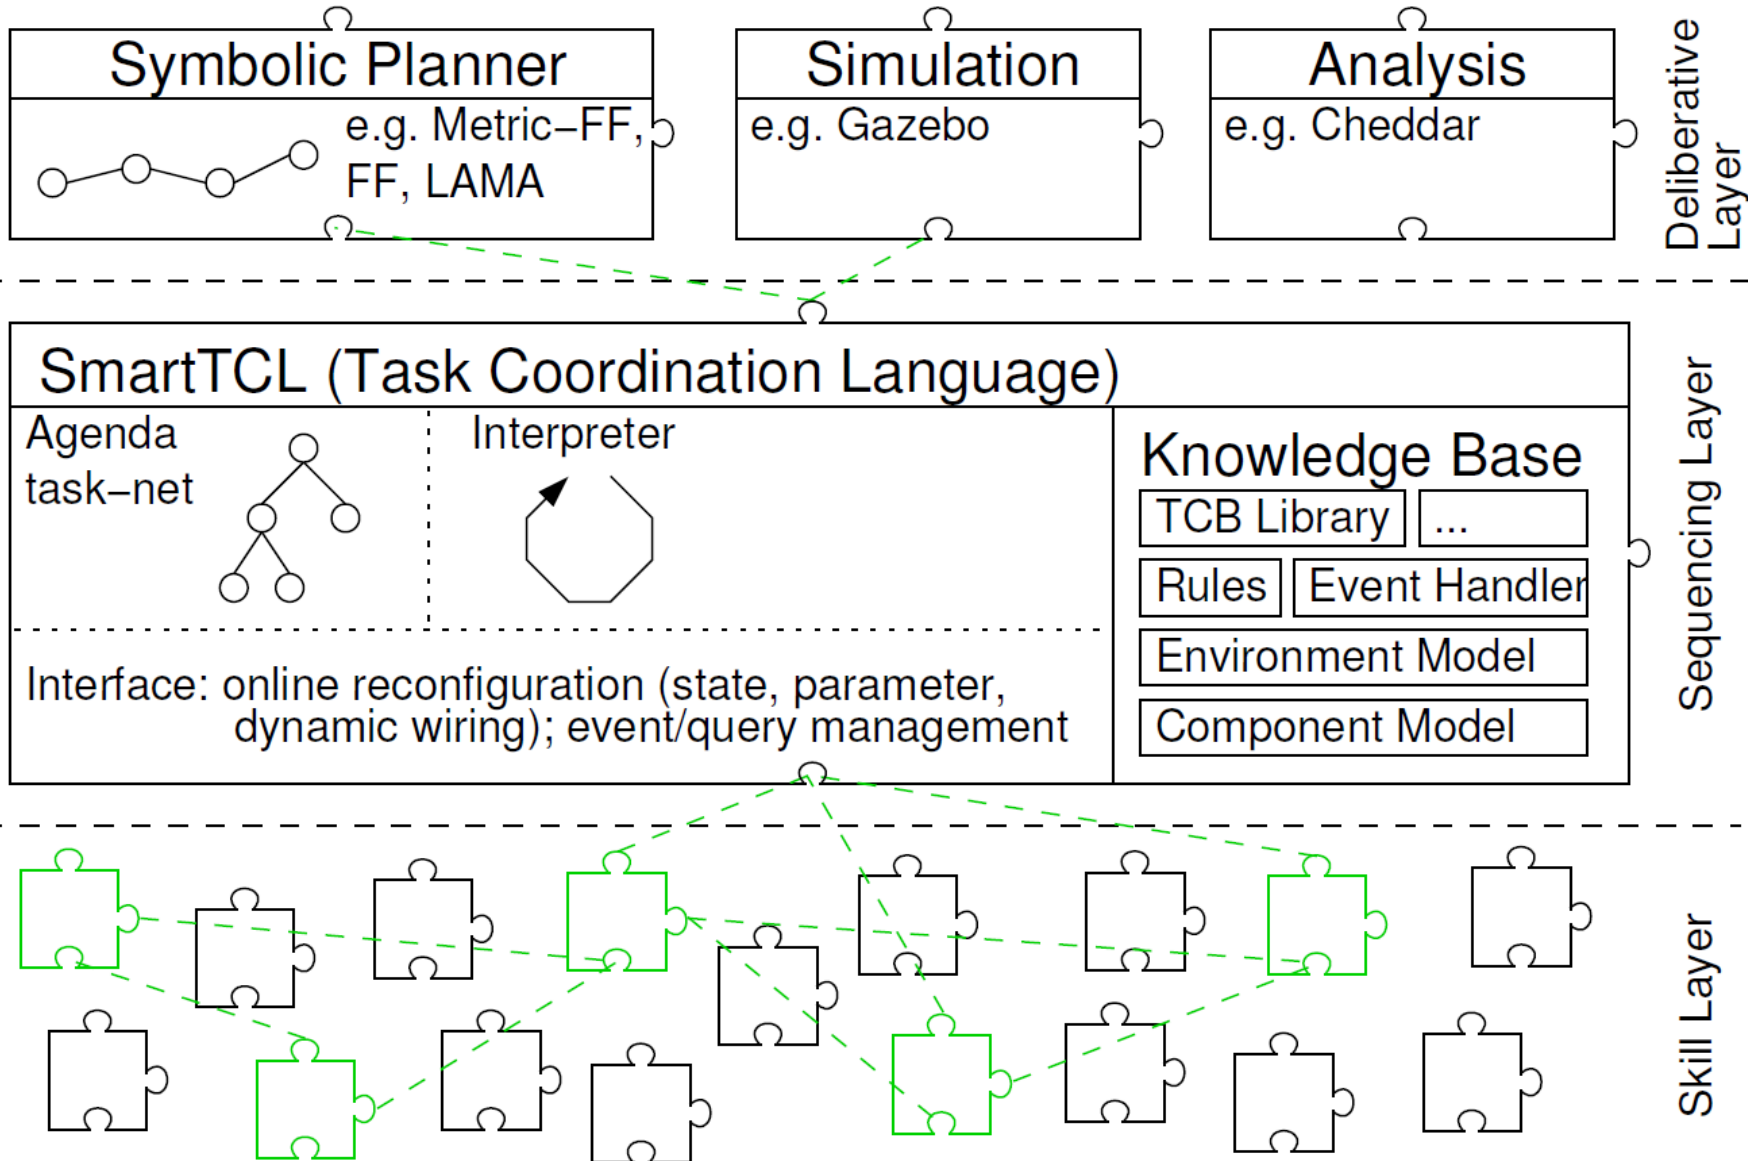 Symbolic Planner
e.g. Metric−FF,
FF, LAMA
Simulation
e.g. Gazebo
Analysis
e.g. Cheddar
Deliberative
Layer
SmartTCL (Task Coordination Language)
Agenda
task−net
Interpreter
Interface: online reconfiguration (state, parameter,
dynamic wiring); event/query management
Knowledge Base
TCB Library
...
Rules
Event Handler
Environment Model
Component Model
Sequencing Layer
Skill Layer